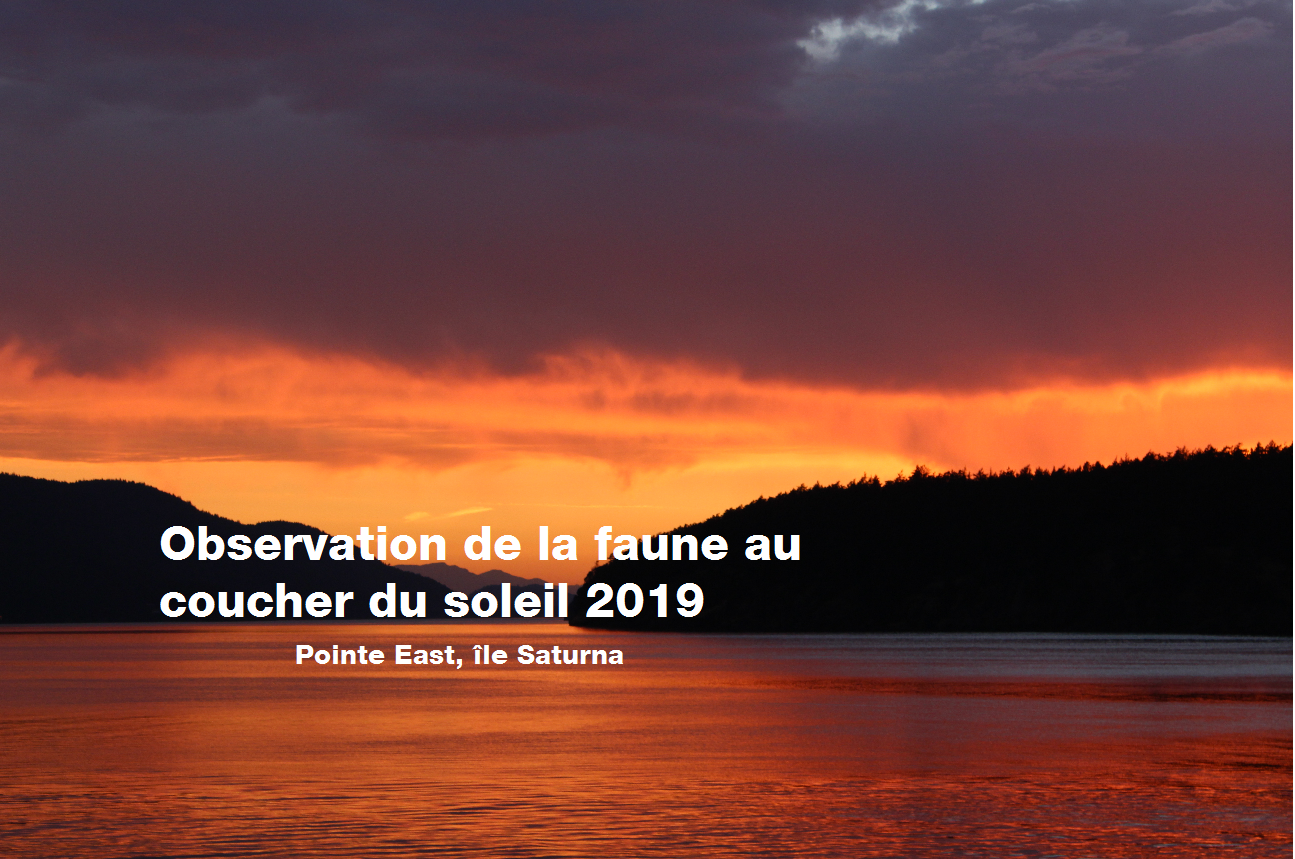 Observation de la faune au
coucher du soleil 2019
Pointe East, île Saturna